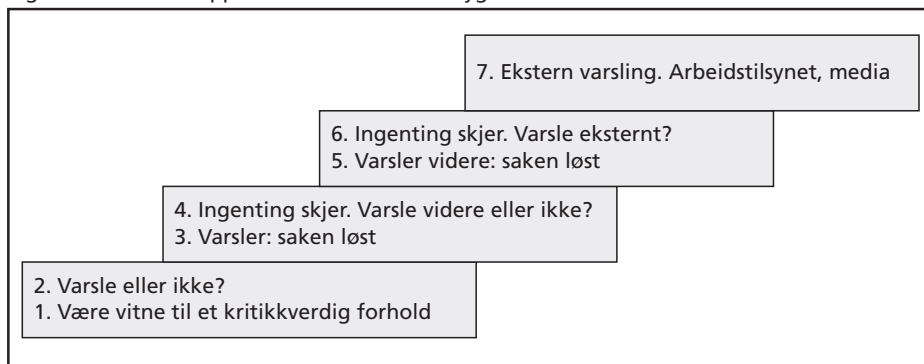 7. Ekstern varsling. Arbeidstilsynet, media
6. Ingenting skjer. Varsle eksternt?
5. Varsler videre: saken løst
4. Ingenting skjer. Varsle videre eller ikke?
3. Varsler: saken løst
2. Varsle eller ikke?
1. Være vitne til et kritikkverdig forhold